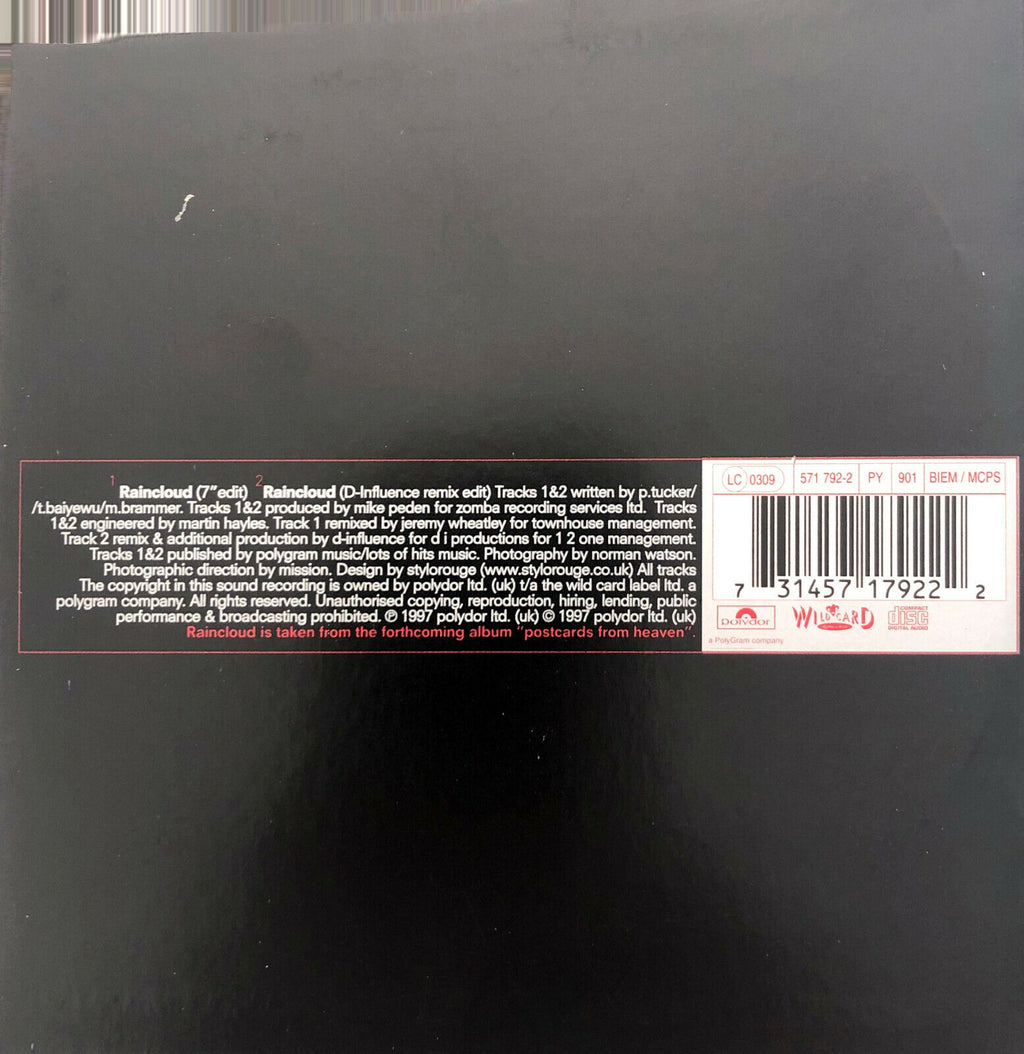 1 Raincloud (7"edit) 2 Raincloud (D-Influence remix edit) Tracks 1&2 written by p.tucker/
/t.baiyewu/m.brammer. Tracks 1&2 produced by mike peden for zomba recording services ltd. Tracks
1&2 engineered by martin hayles. Track 1 remixed by jeremy wheatley for townhouse management.
Track 2 remix & additional production by d-influence for d i productions for 1 2 one management.
Tracks 1&2 published by polygram music/lots of hits music. Photography by norman watson.
Photographic direction by mission. Design by stylorouge (www.stylorouge.co.uk) All tracks
The copyright in this sound recording is owned by polydor ltd. (uk) t/a the wild card label ltd. a
polygram company. All rights reserved. Unauthorised copying, reproduction, hiring, lending, public
performance & broadcasting prohibited. ℗ 1997 polydor ltd. (uk) © 1997 polydor ltd. (uk)
Raincloud is taken from the forthcoming album "postcards from heaven".
LC 0309 571 792-2 PY 901 BIEM / MCPS
7 31457 17922 2
polydor WILDCARD COMPACT disc DIGITAL AUDIO
a PolyGram company